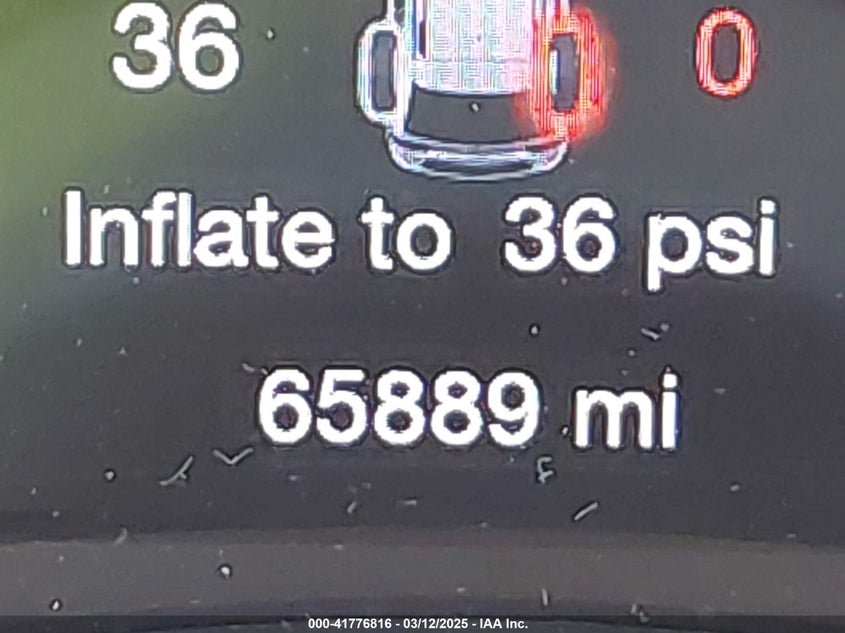 36 0
Inflate to 36 psi
65889 mi
000-41776816 - 03/12/2025 - IAA Inc.